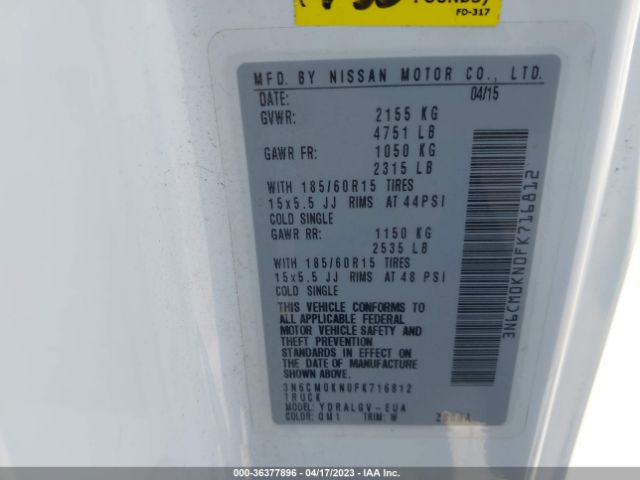 POUNDS)
FD-317
MFD. BY NISSAN MOTOR CO., LTD.
DATE: 04/15
GVWR: 2155 KG
4751 LB
GAWR FR: 1050 KG
2315 LB
WITH 185/60R15 TIRES
15x5.5 JJ RIMS AT 44PSI
COLD SINGLE
GAWR RR: 1150 KG
2535 LB
WITH 185/60R15 TIRES
15x5.5 JJ RIMS AT 48 PSI
COLD SINGLE
THIS VEHICLE CONFORMS TO
ALL APPLICABLE FEDERAL
MOTOR VEHICLE SAFETY AND
THEFT PREVENTION
STANDARDS IN EFFECT ON
THE DATE OF MANUFACTURE
SHOWN ABOVE.
3N6CM0KN0FK716812
TRUCK
MODEL: YDRALGV-EUA
COLOR: QM1 TRIM: W
3N6CM0KN0FK716812
000-36377896 - 04/17/2023 - IAAI.COM